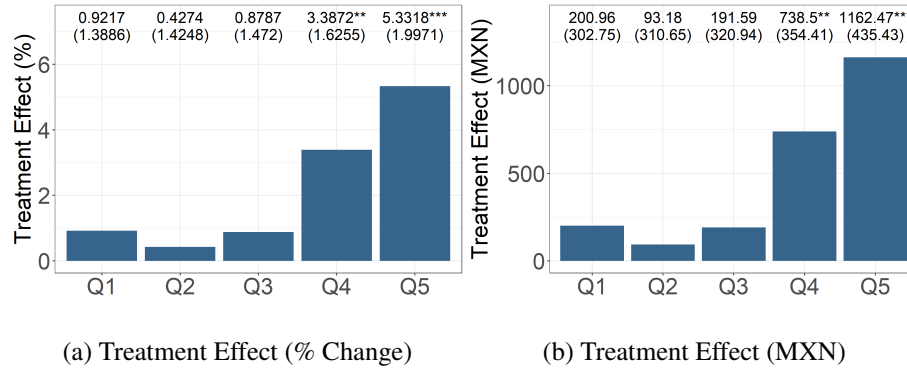 0.9217 0.4274 0.8787 3.3872** 5.3318***
(1.3886) (1.4248) (1.472) (1.6255) (1.9971)
Treatment Effect (%)
6
4
2
0
Q1 Q2 Q3 Q4 Q5
(a) Treatment Effect (% Change)
200.96 93.18 191.59 738.5** 1162.47**
(302.75) (310.65) (320.94) (354.41) (435.43)
Treatment Effect (MXN)
1000
500
0
Q1 Q2 Q3 Q4 Q5
(b) Treatment Effect (MXN)